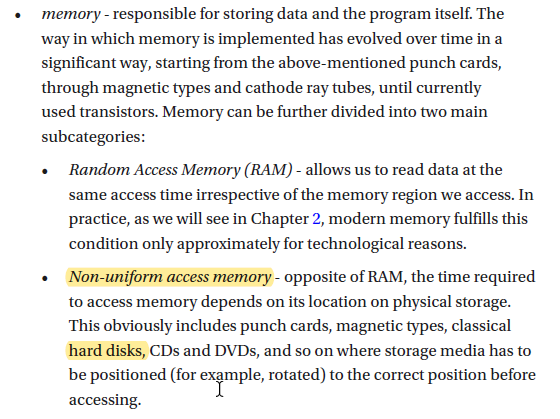 • memory - responsible for storing data and the program itself. The
way in which memory is implemented has evolved over time in a
significant way, starting from the above-mentioned punch cards,
through magnetic types and cathode ray tubes, until currently
used transistors. Memory can be further divided into two main
subcategories:
• Random Access Memory (RAM) - allows us to read data at the
same access time irrespective of the memory region we access. In
practice, as we will see in Chapter 2, modern memory fulfills this
condition only approximately for technological reasons.
• Non-uniform access memory - opposite of RAM, the time required
to access memory depends on its location on physical storage.
This obviously includes punch cards, magnetic types, classical
hard disks, CDs and DVDs, and so on where storage media has to
be positioned (for example, rotated) to the correct position before
accessing.